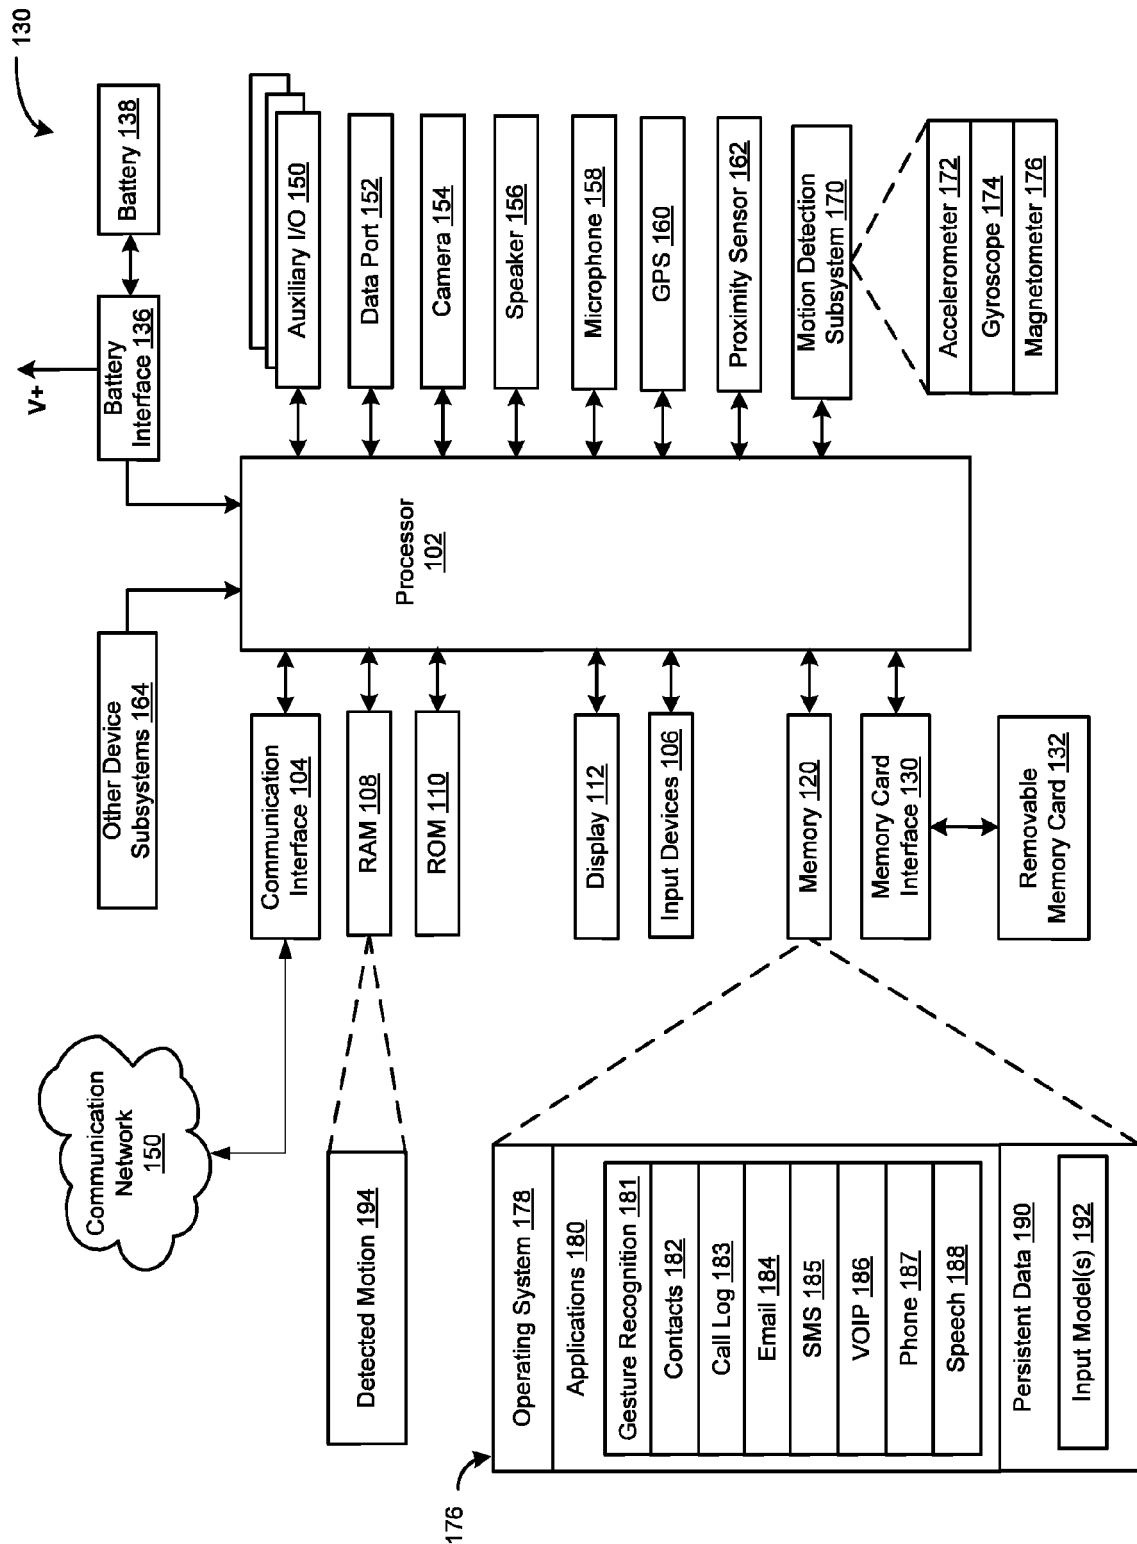 130
V+
Battery
Interface 136
Battery 138
Other Device
Subsystems 164
Communication
Network
150
Communication
Interface 104
RAM 108
ROM 110
Detected Motion 194
Display 112
Input Devices 106
Memory 120
Memory Card
Interface 130
Removable
Memory Card 132
Processor
102
Auxiliary I/O 150
Data Port 152
Camera 154
Speaker 156
Microphone 158
GPS 160
Proximity Sensor 162
Motion Detection
Subsystem 170
Accelerometer 172
Gyroscope 174
Magnetometer 176
176
Operating System 178
Applications 180
Gesture Recognition 181
Contacts 182
Call Log 183
Email 184
SMS 185
VOIP 186
Phone 187
Speech 188
Persistent Data 190
Input Model(s) 192